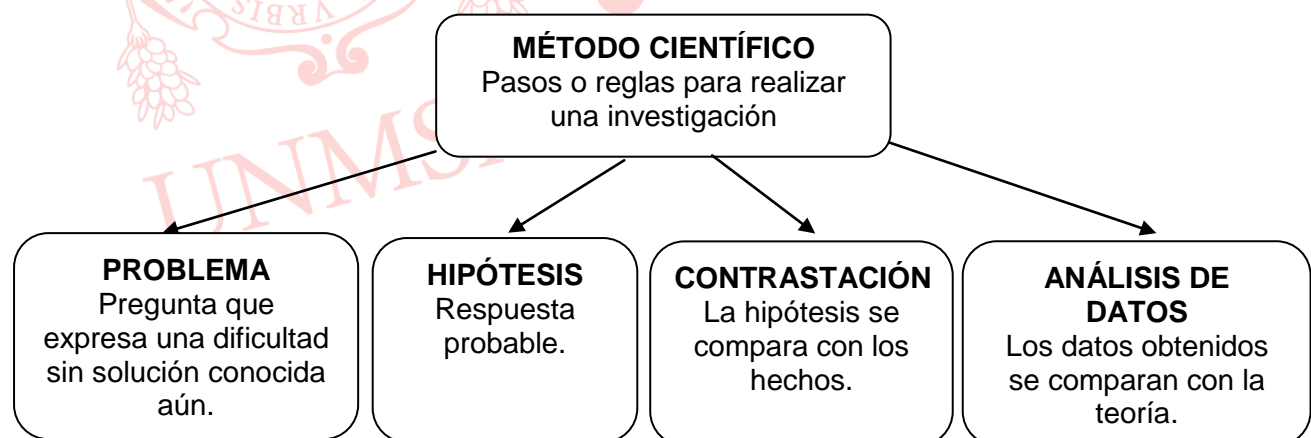 VRBIS
UNMS
MÉTODO CIENTÍFICO
Pasos o reglas para realizar
una investigación
PROBLEMA
Pregunta que
expresa una dificultad
sin solución conocida
aún.
HIPÓTESIS
Respuesta
probable.
CONTRASTACIÓN
La hipótesis se
compara con los
hechos.
ANÁLISIS DE
DATOS
Los datos obtenidos
se comparan con la
teoría.